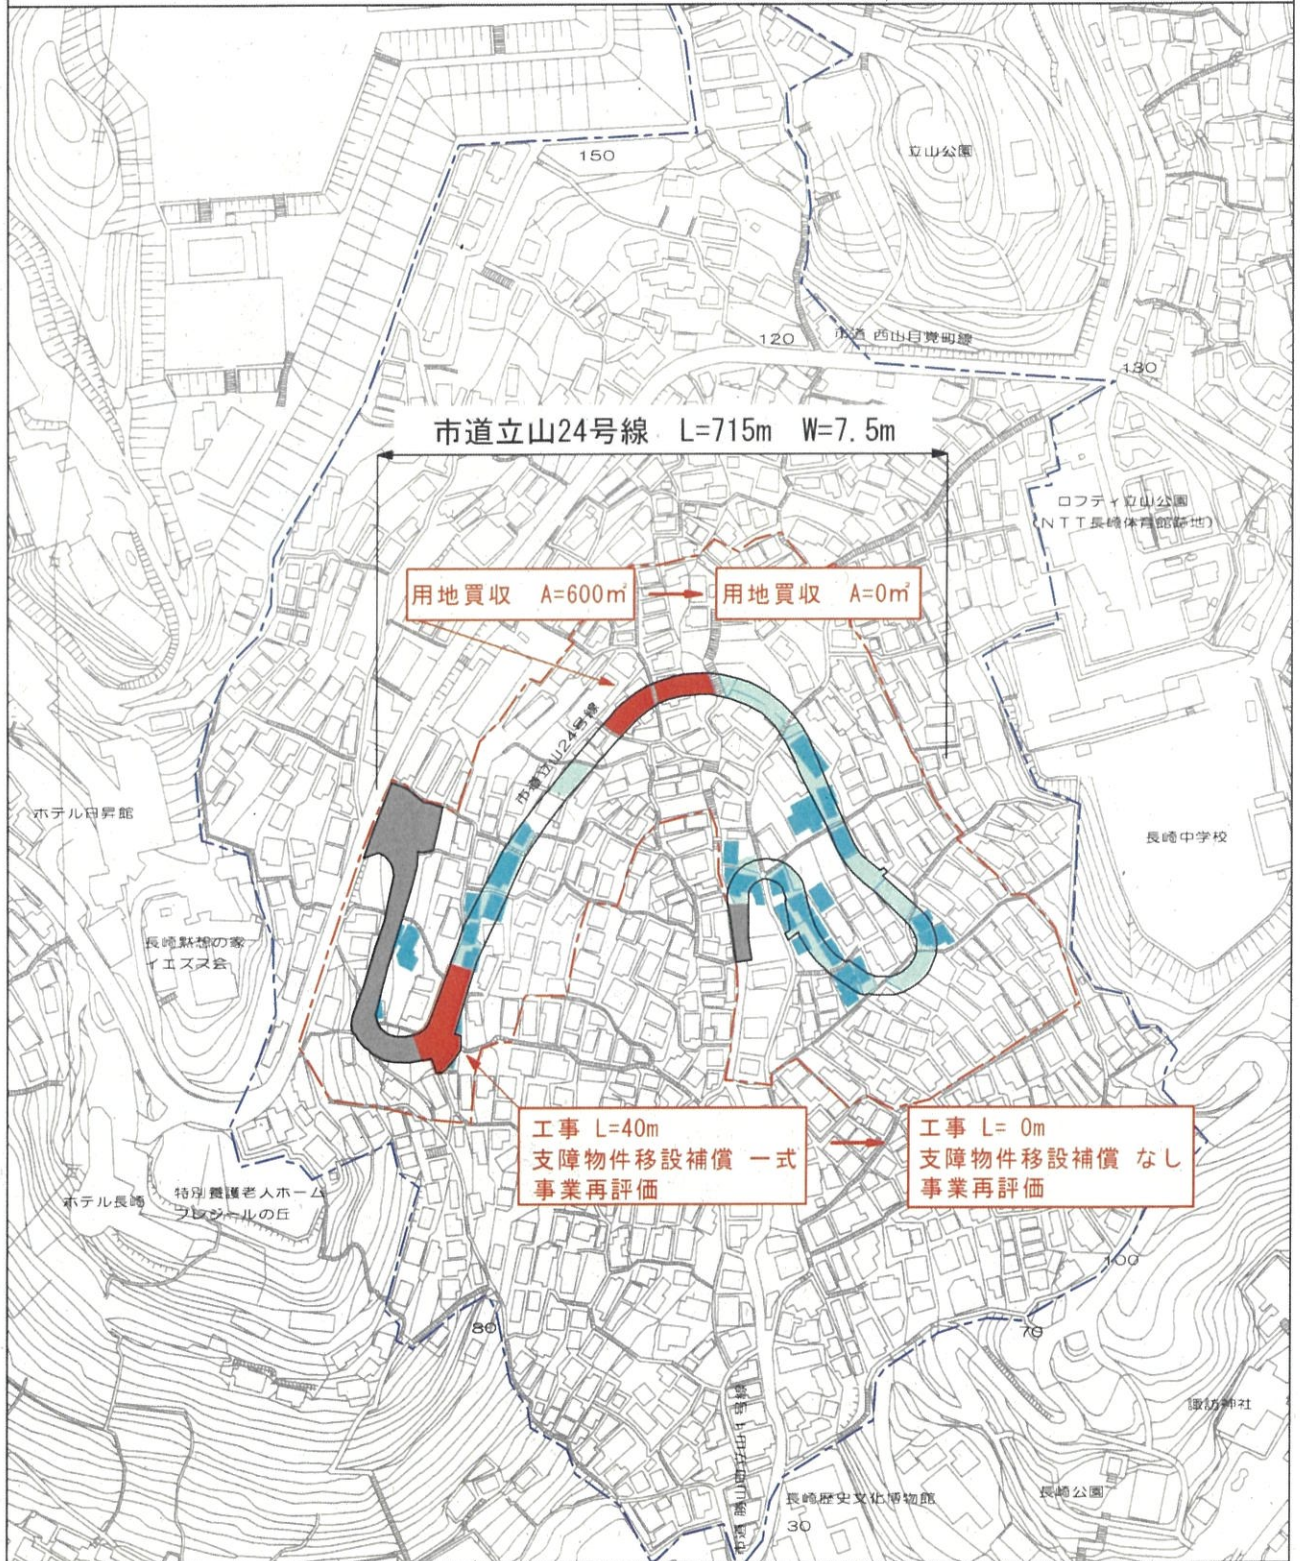 150
立山公園
120
市道 西山目覚町線
130
市道立山24号線 L=715m W=7.5m
ロフティ立山公園
(NTT長崎体育館跡地)
用地買収 A=600㎡
用地買収 A=0㎡
市道立山24号線
ホテル日昇館
長崎中学校
長崎黙想の家
イエズス会
工事 L=40m
支障物件移設補償 一式
事業再評価
工事 L= 0m
支障物件移設補償 なし
事業再評価
ホテル長崎
特別養護老人ホーム
プレジールの丘
100
80
70
諏訪神社
長崎公園
長崎歴史文化博物館
30